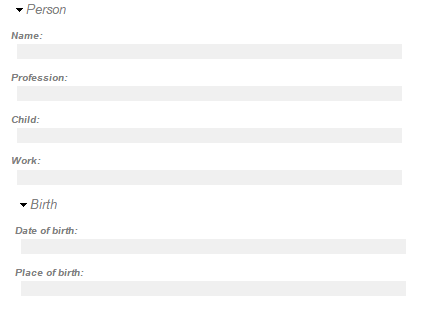 Person
Name:
Profession:
Child:
Work:
Birth
Date of birth:
Place of birth: